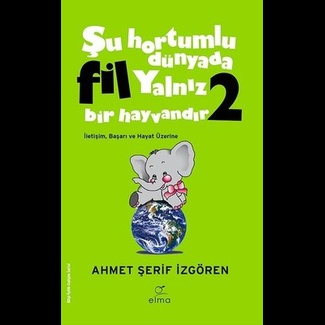 Şu hortumlu
dünyada
fil Yalnız 2
bir hayvandır
İletişim, Başarı ve Hayat Üzerine
AHMET ŞERİF İZGÖREN
elma